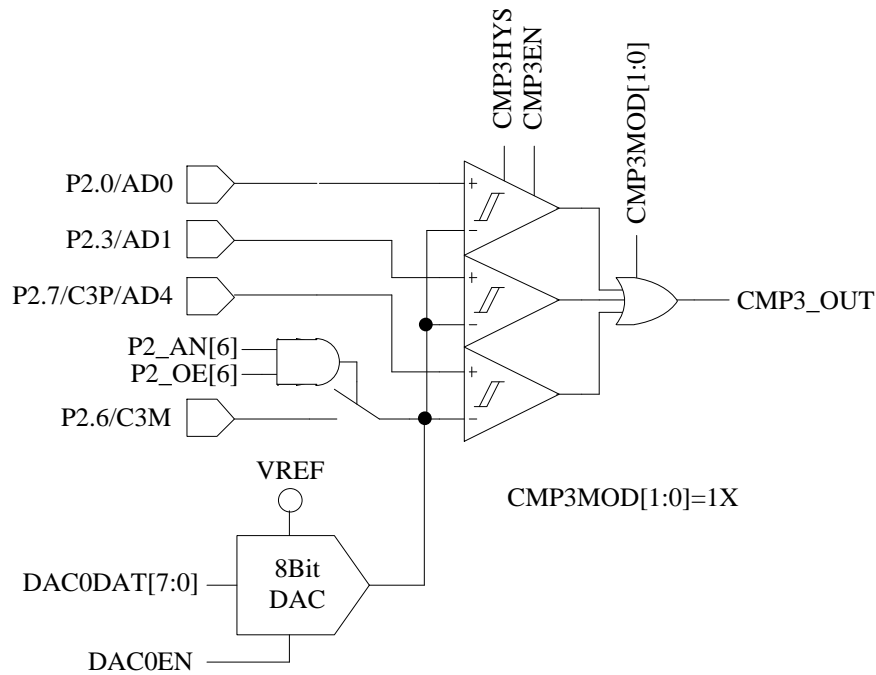 CMP3HYS
CMP3EN
CMP3MOD[1:0]
P2.0/AD0
+
-
P2.3/AD1
+
-
P2.7/C3P/AD4
CMP3_OUT
P2_AN[6]
P2_OE[6]
+
-
P2.6/C3M
VREF
CMP3MOD[1:0]=1X
8Bit
DAC
DAC0DAT[7:0]
DAC0EN